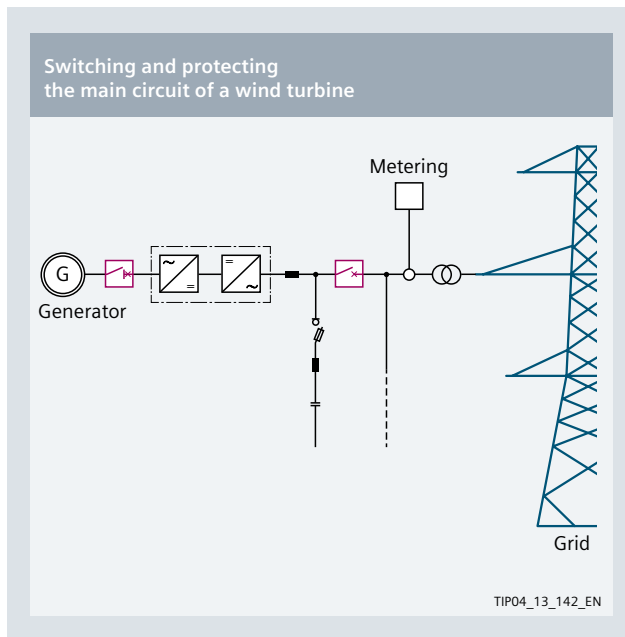 Switching and protecting
the main circuit of a wind turbine
Metering
G
Generator
Grid
TIP04_13_142_EN